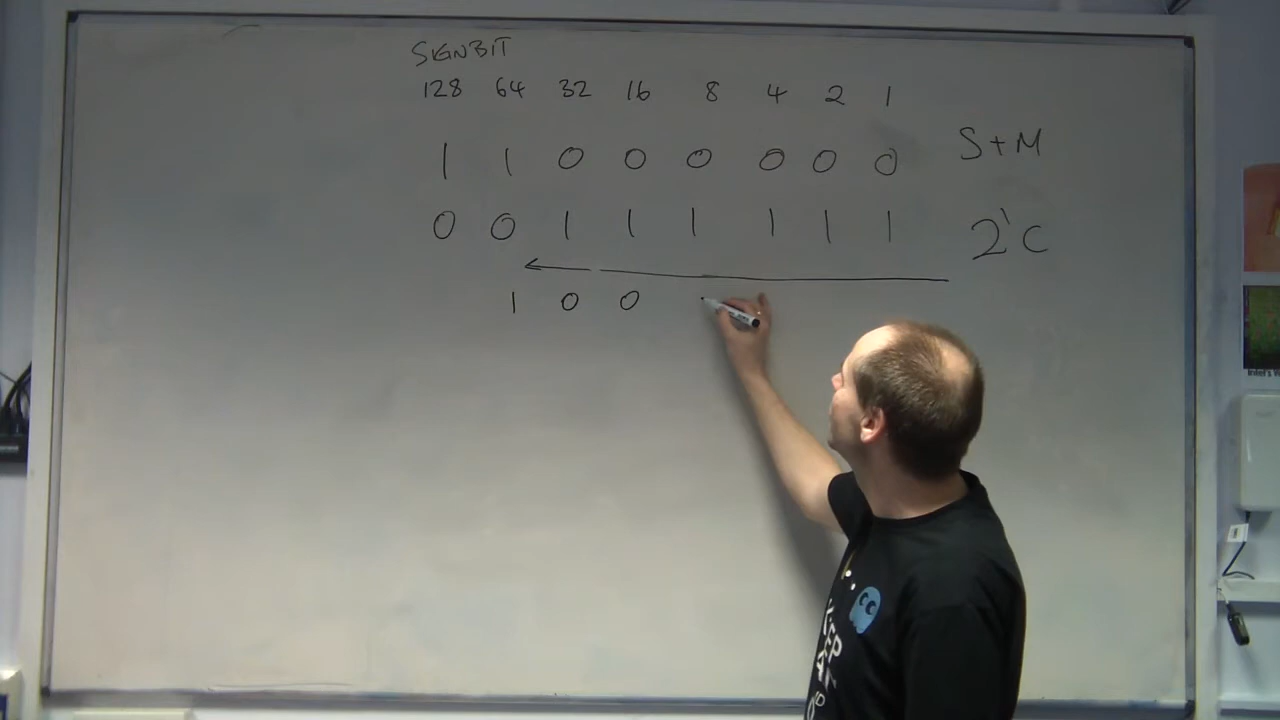 SIGNBIT
128 64 32 16 8 4 2 1
1 1 0 0 0 0 0 0 S+M
0 0 1 1 1 1 1 1 2'C
1 0 0